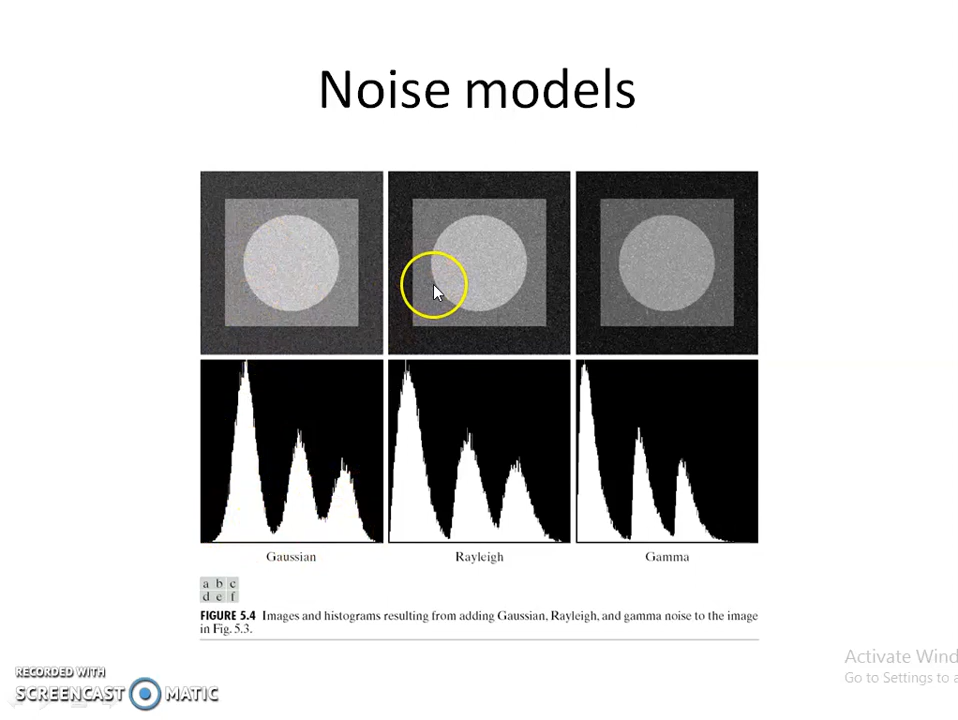 Noise models
Gaussian Rayleigh Gamma
a b c
d e f
FIGURE 5.4 Images and histograms resulting from adding Gaussian, Rayleigh, and gamma noise to the image
in Fig. 5.3.
Activate Wind
Go to Settings to a
RECORDED WITH
SCREENCAST MATIC